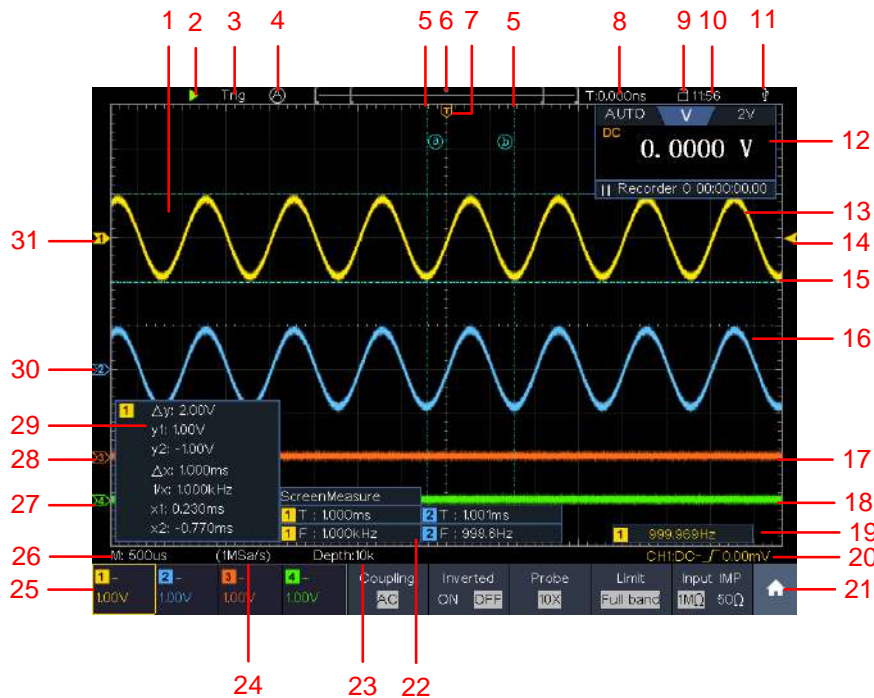 1 2 3 4 5 6 7 5 8 9 10 11
Trig A T T:0.000ns 11:56
a b
AUTO V 2V
DC
0.0000 V
Recorder 0 00:00:00.00
12
13
31 1 14
15
16
30 2
1 Δy: 2.00V
29 y1: 1.00V
y2: -1.00V
28 3 17
Δx: 1.000ms
1/x: 1.000kHz
27 4 18
x1: 0.230ms
x2: -0.770ms
ScreenMeasure
1 T : 1.000ms 2 T : 1.001ms
1 F : 1.000kHz 2 F : 998.6Hz
1 999.969Hz 19
26 M: 500us (1MSa/s) Depth:10k CH1:DC- 0.00mV 20
25 1 ~ 2 ~ 3 ~ 4 ~ Coupling Inverted Probe Limit Input IMP 21
1.00V 1.00V 1.00V 1.00V AC ON OFF 10X Full band 1MΩ 50Ω
24 23 22